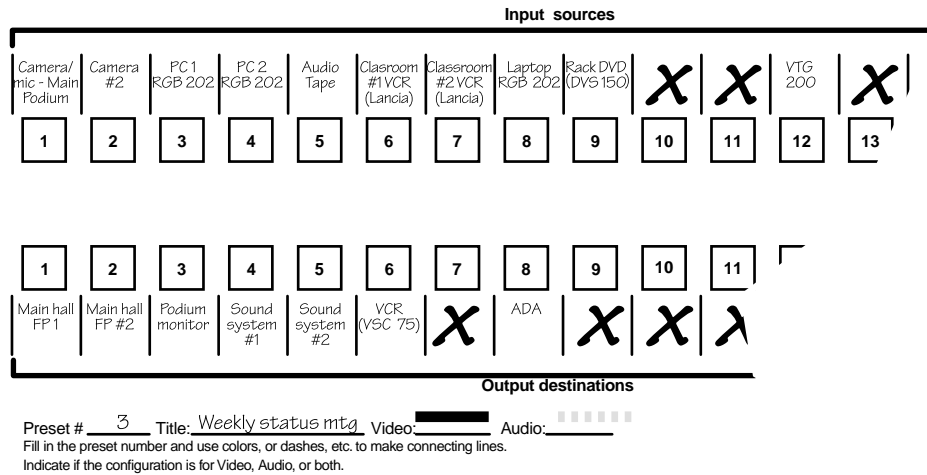 Input sources
Camera/ mic - Main Podium
Camera #2
PC 1 RGB 202
PC 2 RGB 202
Audio Tape
Clasroom #1 VCR (Lancia)
Classroom #2 VCR (Lancia)
Laptop RGB 202
Rack DVD (DVS 150)
X
X
VTG 200
X
1 2 3 4 5 6 7 8 9 10 11 12 13
1 2 3 4 5 6 7 8 9 10 11
Main hall FP 1
Main hall FP #2
Podium monitor
Sound system #1
Sound system #2
VCR (VSC 75)
X
ADA
X
X
X
Output destinations
Preset # 3 Title: Weekly status mtg Video: Audio:
Fill in the preset number and use colors, or dashes, etc. to make connecting lines.
Indicate if the configuration is for Video, Audio, or both.